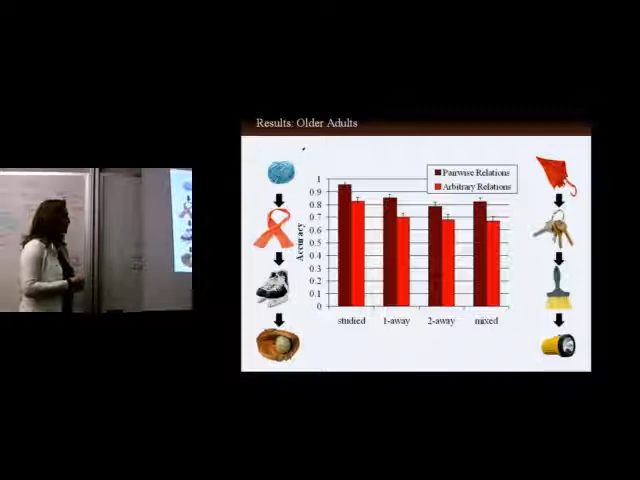 Results: Older Adults
Pairwise Relations
Arbitrary Relations
Accuracy
1
0.9
0.8
0.7
0.6
0.5
0.4
0.3
0.2
0.1
0
studied 1-away 2-away mixed